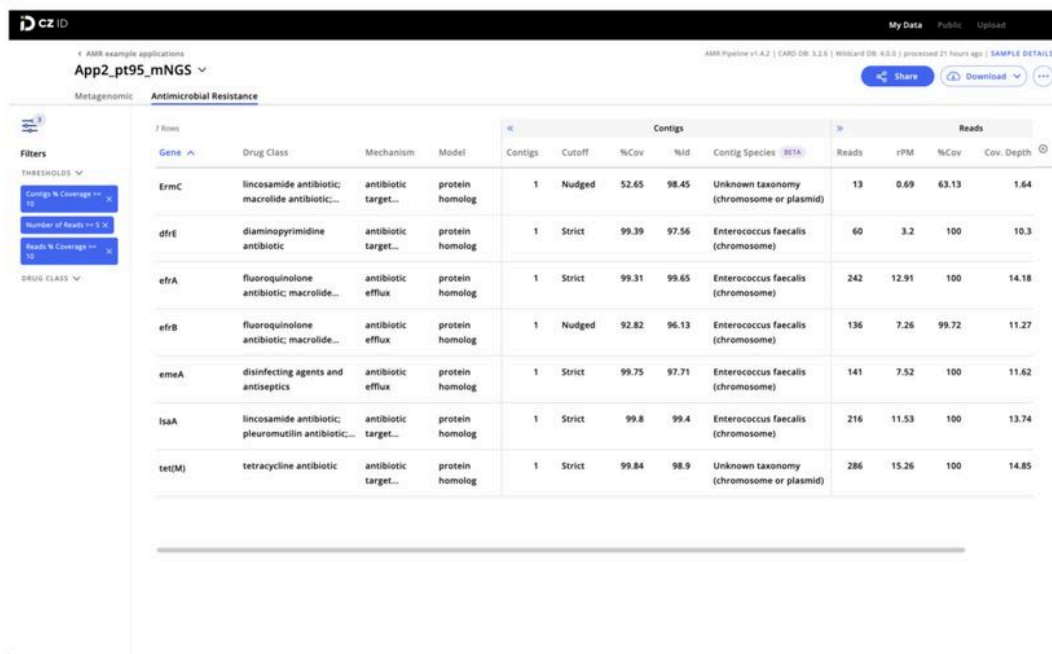 CZ ID
My Data Public Upload
< AMR example applications
AMR Pipeline v1.4.2 | CARD DB: 3.2.6 | Wildcard DB: 4.0.0 | processed 21 hours ago | SAMPLE DETAILS
App2_pt95_mNGS
Share Download ...
Metagenomic Antimicrobial Resistance
3
7 Rows « Contigs » Reads
Filters Gene Drug Class Mechanism Model Contigs Cutoff %Cov %Id Contig Species BETA Reads rPM %Cov Cov. Depth
THRESHOLDS
Contigs % Coverage >=
10 ×
Number of Reads >= 5 ×
Reads % Coverage >=
10 ×
DRUG CLASS
ErmC lincosamide antibiotic; antibiotic protein 1 Nudged 52.65 98.45 Unknown taxonomy 13 0.69 63.13 1.64
macrolide antibiotic;... target... homolog (chromosome or plasmid)
dfrE diaminopyrimidine antibiotic protein 1 Strict 99.39 97.56 Enterococcus faecalis 60 3.2 100 10.3
antibiotic target... homolog (chromosome)
efrA fluoroquinolone antibiotic protein 1 Strict 99.31 99.65 Enterococcus faecalis 242 12.91 100 14.18
antibiotic; macrolide... efflux homolog (chromosome)
efrB fluoroquinolone antibiotic protein 1 Nudged 92.82 96.13 Enterococcus faecalis 136 7.26 99.72 11.27
antibiotic; macrolide... efflux homolog (chromosome)
emeA disinfecting agents and antibiotic protein 1 Strict 99.75 97.71 Enterococcus faecalis 141 7.52 100 11.62
antiseptics efflux homolog (chromosome)
lsaA lincosamide antibiotic; antibiotic protein 1 Strict 99.8 99.4 Enterococcus faecalis 216 11.53 100 13.74
pleuromutilin antibiotic;... target... homolog (chromosome)
tet(M) tetracycline antibiotic antibiotic protein 1 Strict 99.84 98.9 Unknown taxonomy 286 15.26 100 14.85
target... homolog (chromosome or plasmid)